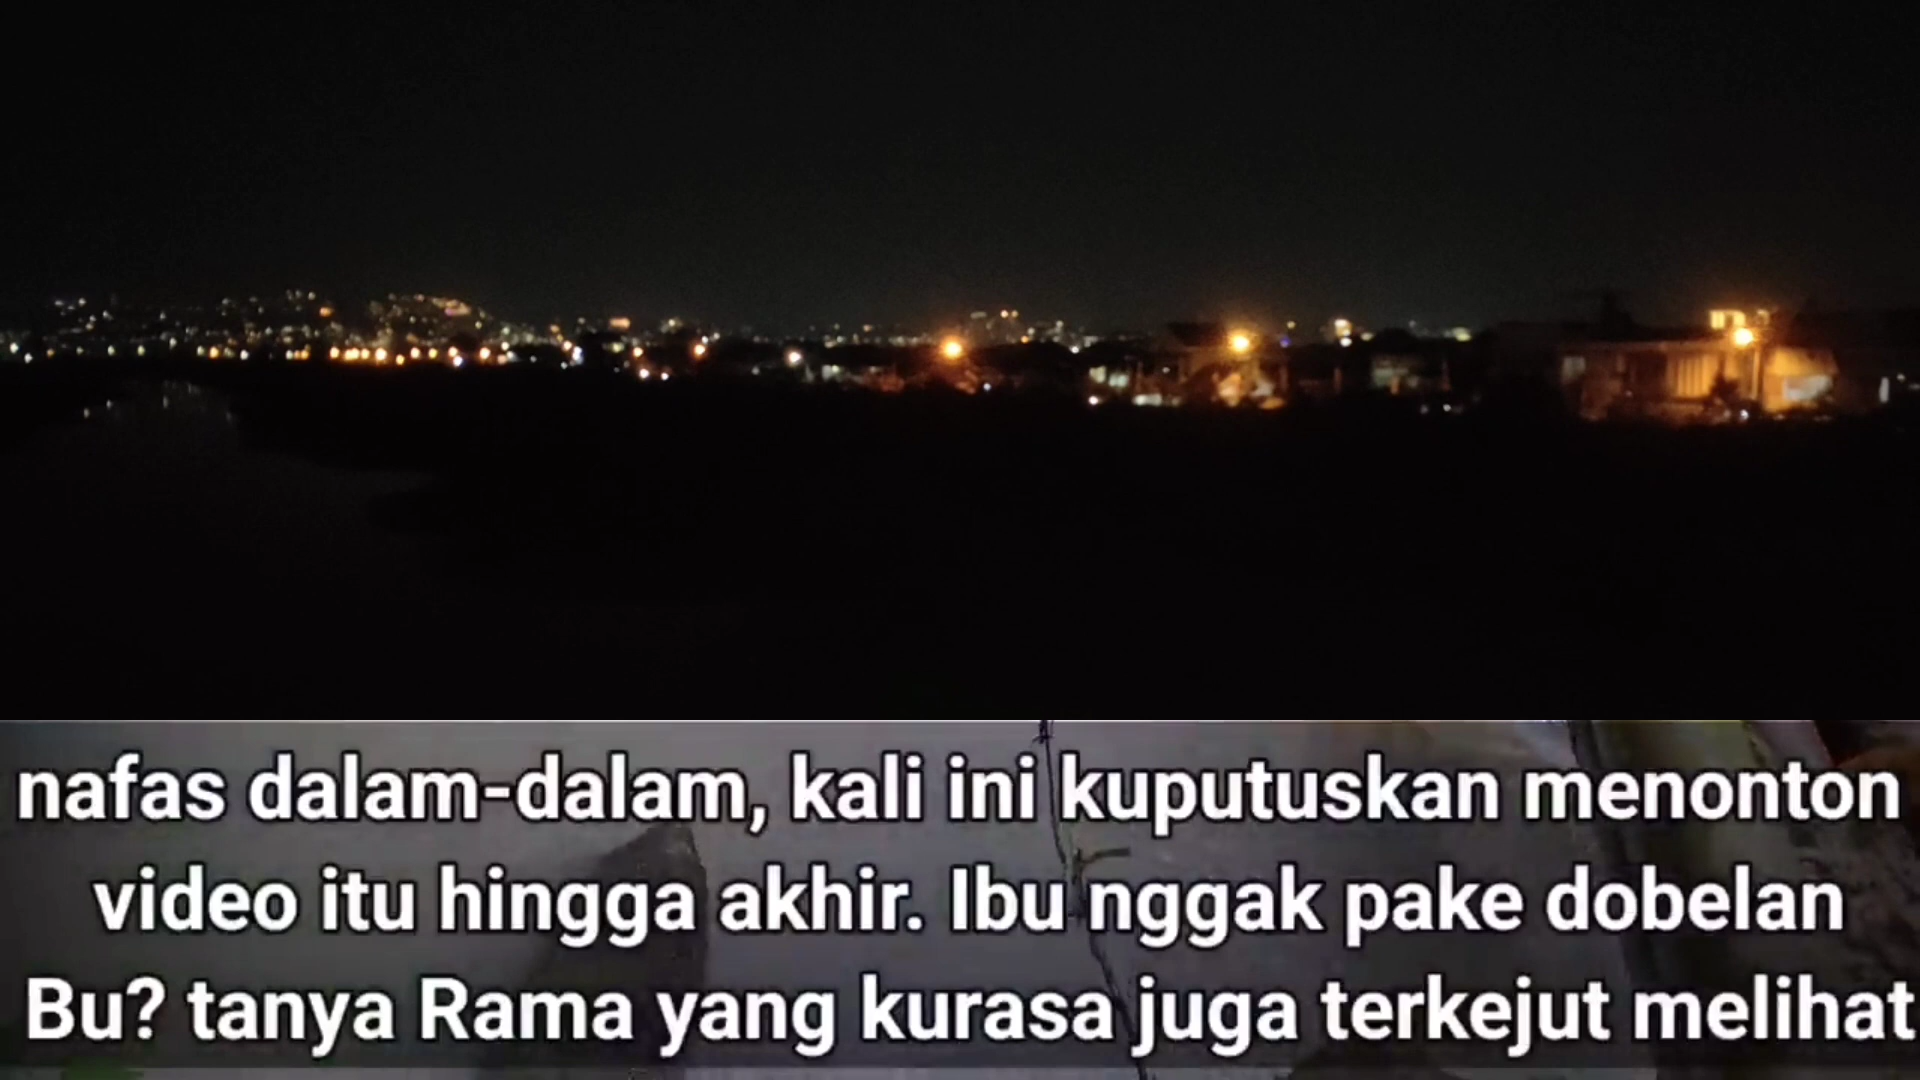 nafas dalam-dalam, kali ini kuputuskan menonton
video itu hingga akhir. Ibu nggak pake dobelan
Bu? tanya Rama yang kurasa juga terkejut melihat